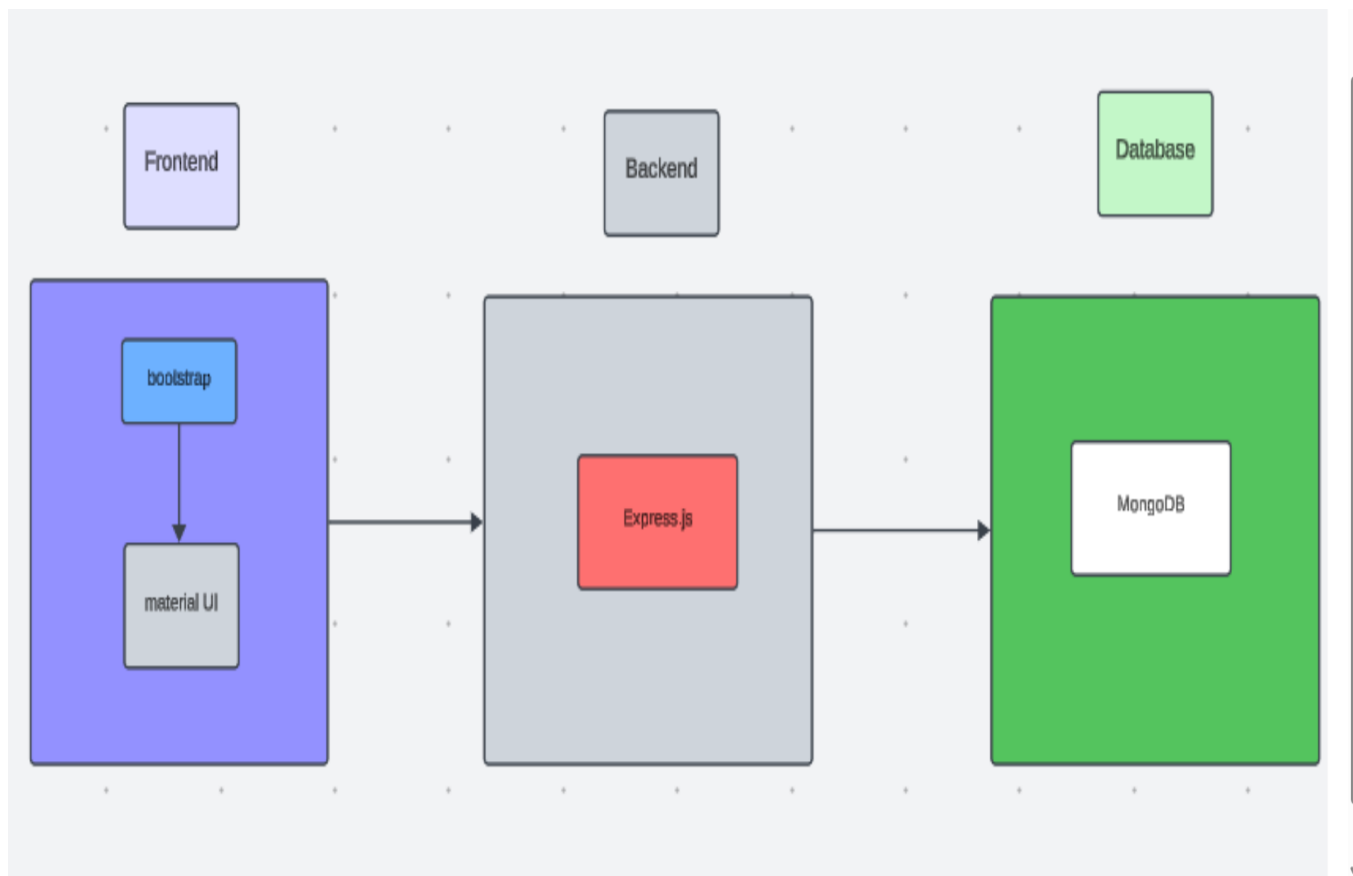 Frontend
Backend
Database
bootstrap
material UI
Express.js
MongoDB